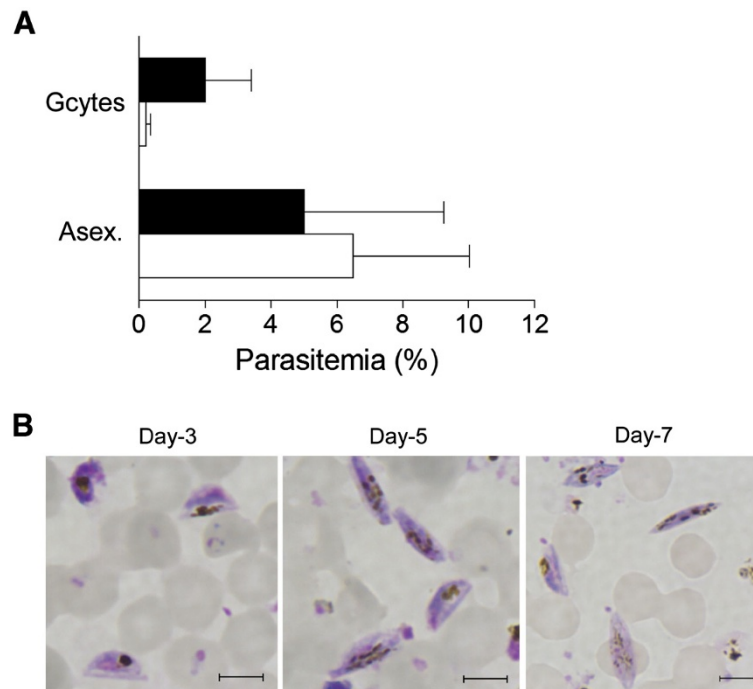 A
Gcytes
Asex.
0 2 4 6 8 10 12
Parasitemia (%)
B
Day-3 Day-5 Day-7